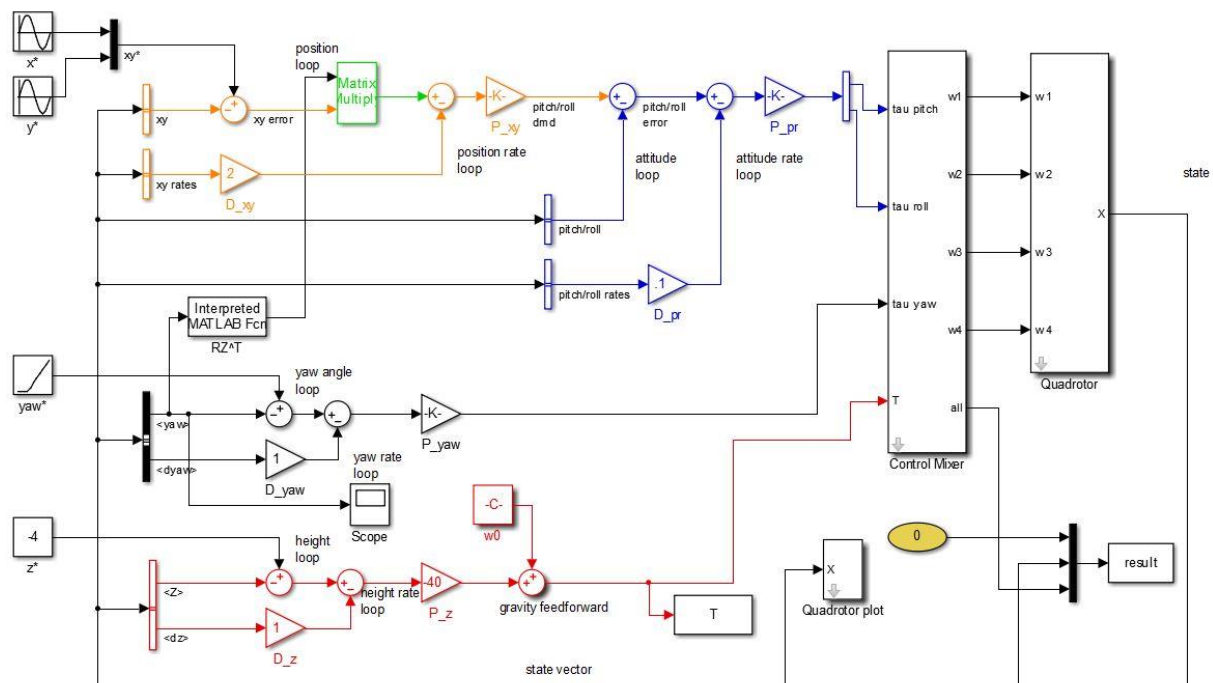 x*
y*
xy*
xy
xy error
xy rates
2
D_xy
position
loop
Matrix
Multiply
-K-
P_xy
position rate
loop
pitch/roll
dmd
pitch/roll
error
attitude
loop
attitude rate
loop
-K-
P_pr
pitch/roll
pitch/roll rates
.1
D_pr
tau pitch
tau roll
tau yaw
T
w1
w2
w3
w4
all
Control Mixer
w1
w2
w3
w4
X
Quadrotor
state
Interpreted
MATLAB Fcn
RZ^T
yaw*
yaw angle
loop
<yaw>
<dyaw>
1
D_yaw
yaw rate
loop
-K-
P_yaw
Scope
-4
z*
height
loop
<Z>
<dz>
1
D_z
height rate
loop
-40
P_z
-C-
w0
gravity feedforward
T
X
Quadrotor plot
0
result
state vector